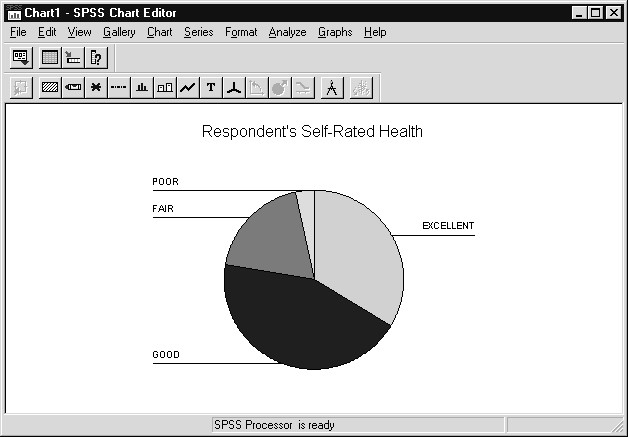 Chart1 - SPSS Chart Editor
File Edit View Gallery Chart Series Format Analyze Graphs Help
T
Respondent's Self-Rated Health
POOR
FAIR
EXCELLENT
GOOD
SPSS Processor is ready